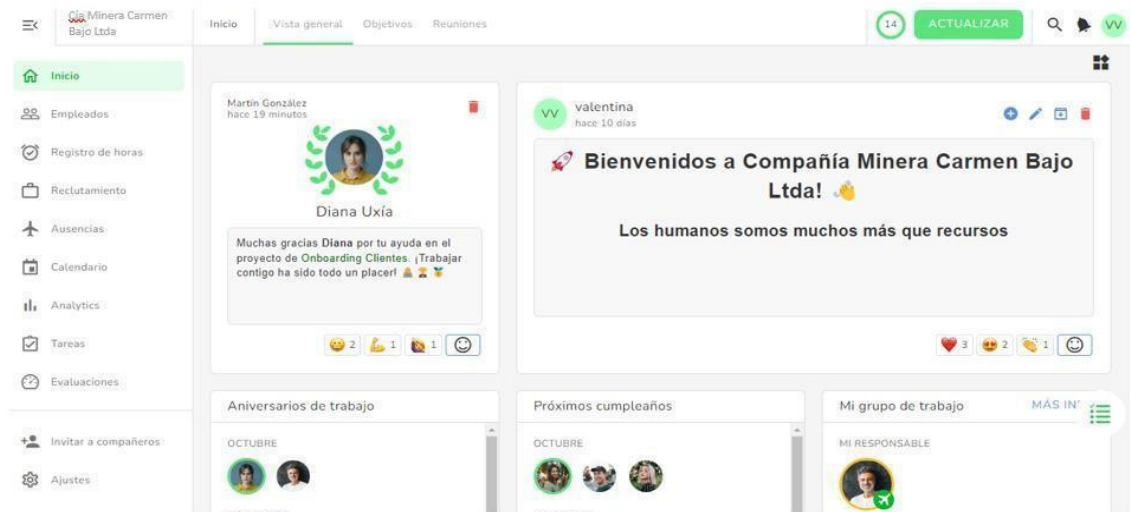 Cia Minera Carmen
Bajo Ltda
Inicio
Vista general
Objetivos
Reuniones
14
ACTUALIZAR
VV
Inicio
Empleados
Registro de horas
Reclutamiento
Ausencias
Calendario
Analytics
Tareas
Evaluaciones
Invitar a compañeros
Ajustes
Martín González
hace 19 minutos
Diana Uxía
Muchas gracias Diana por tu ayuda en el
proyecto de Onboarding Clientes. ¡Trabajar
contigo ha sido todo un placer!
2
1
1
VV
valentina
hace 10 días
Bienvenidos a Compañía Minera Carmen Bajo
Ltda!
Los humanos somos muchos más que recursos
3
2
1
Aniversarios de trabajo
OCTUBRE
Próximos cumpleaños
OCTUBRE
Mi grupo de trabajo
MÁS
MI RESPONSABLE